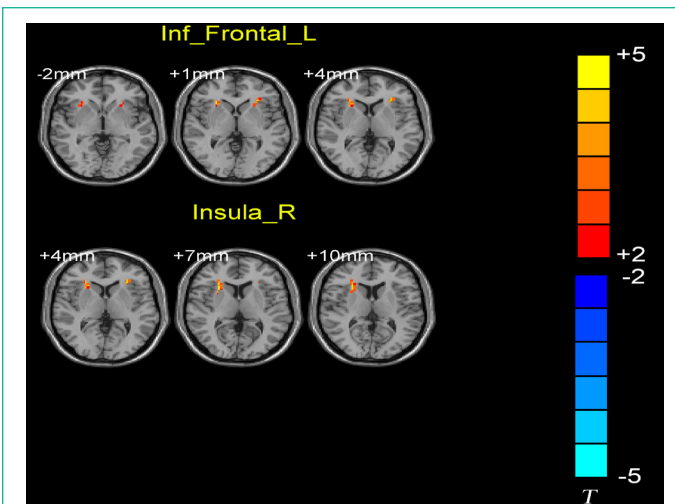 Inf_Frontal_L
-2mm +1mm +4mm
Insula_R
+4mm +7mm +10mm
+5
+2
-2
-5
T